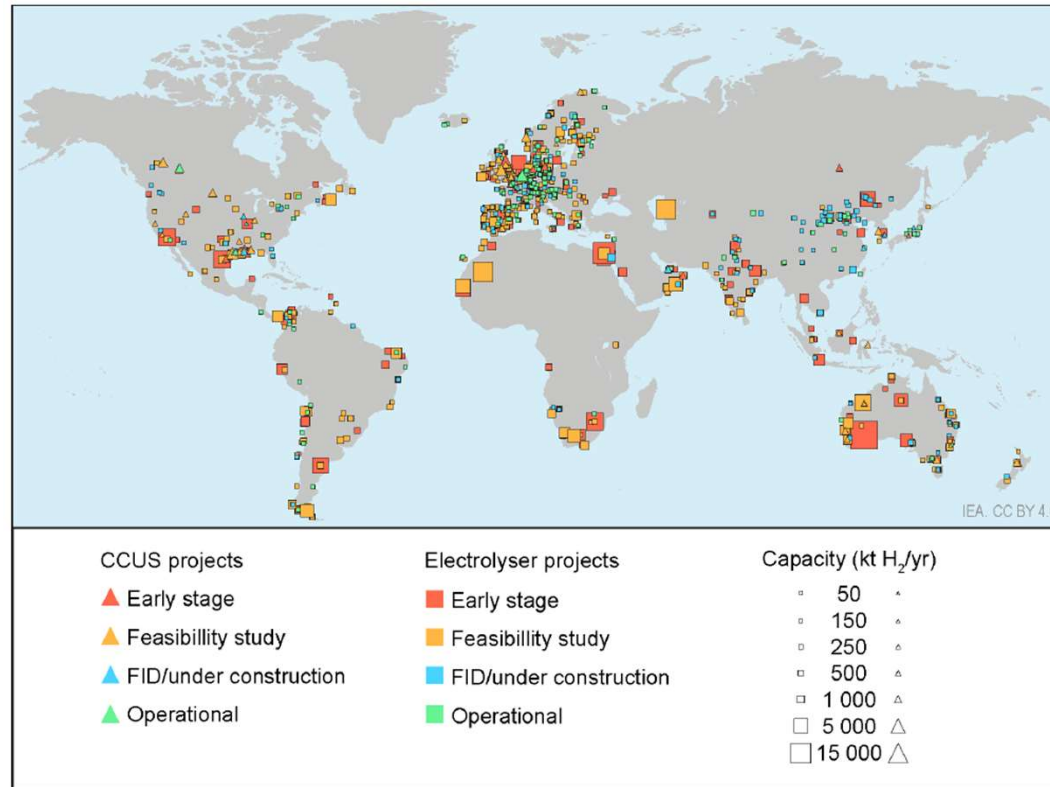 IEA. CC BY 4.
CCUS projects
Early stage
Feasibillity study
FID/under construction
Operational
Electrolyser projects
Early stage
Feasibillity study
FID/under construction
Operational
Capacity (kt H₂/yr)
50
150
250
500
1 000
5 000
15 000